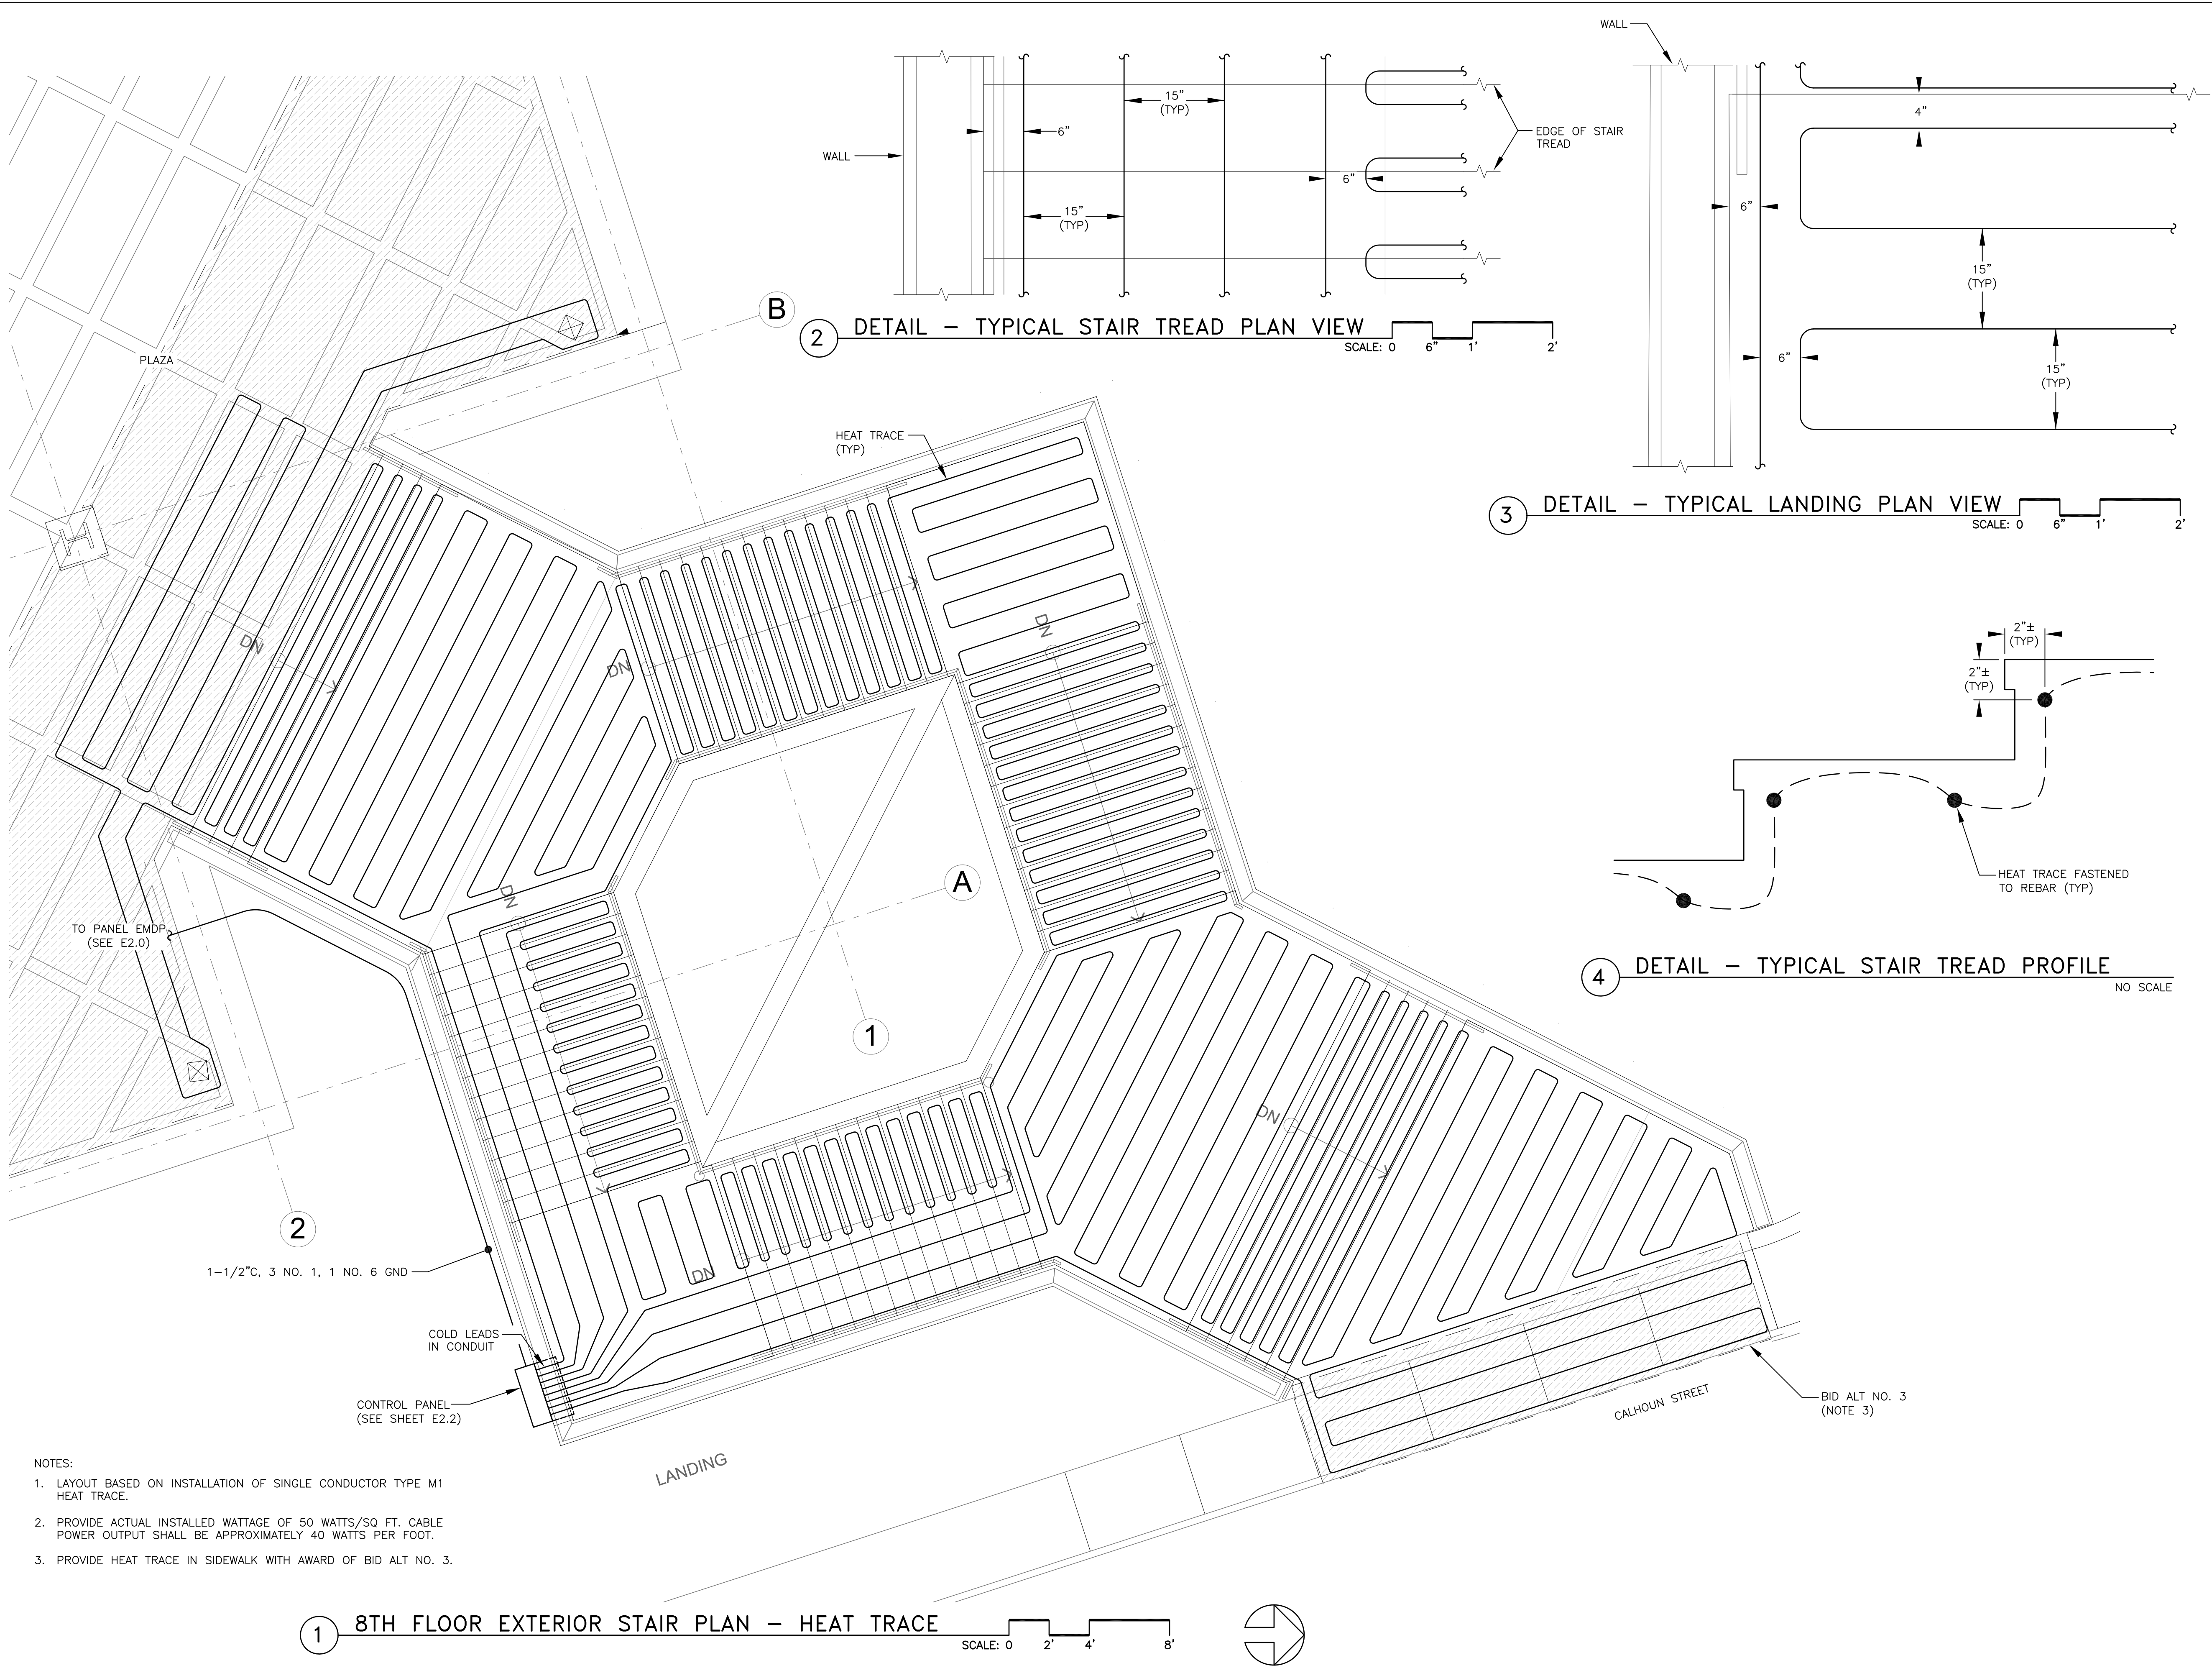 WALL
15"
(TYP)
6"
WALL
15"
(TYP)
6"
EDGE OF STAIR
TREAD
2 DETAIL – TYPICAL STAIR TREAD PLAN VIEW
SCALE: 0 6" 1' 2'
WALL
4"
6"
15"
(TYP)
6"
15"
(TYP)
3 DETAIL – TYPICAL LANDING PLAN VIEW
SCALE: 0 6" 1' 2'
2"±
(TYP)
2"±
(TYP)
HEAT TRACE FASTENED
TO REBAR (TYP)
4 DETAIL – TYPICAL STAIR TREAD PROFILE
NO SCALE
B
PLAZA
HEAT TRACE
(TYP)
H
DN
DN
DN
DN
A
1
TO PANEL EMDP
(SEE E2.0)
DN
2
DN
1-1/2"C, 3 NO. 1, 1 NO. 6 GND
COLD LEADS
IN CONDUIT
CONTROL PANEL
(SEE SHEET E2.2)
BID ALT NO. 3
(NOTE 3)
CALHOUN STREET
LANDING
NOTES:
1. LAYOUT BASED ON INSTALLATION OF SINGLE CONDUCTOR TYPE M1
HEAT TRACE.
2. PROVIDE ACTUAL INSTALLED WATTAGE OF 50 WATTS/SQ FT. CABLE
POWER OUTPUT SHALL BE APPROXIMATELY 40 WATTS PER FOOT.
3. PROVIDE HEAT TRACE IN SIDEWALK WITH AWARD OF BID ALT NO. 3.
1 8TH FLOOR EXTERIOR STAIR PLAN – HEAT TRACE
SCALE: 0 2' 4' 8'